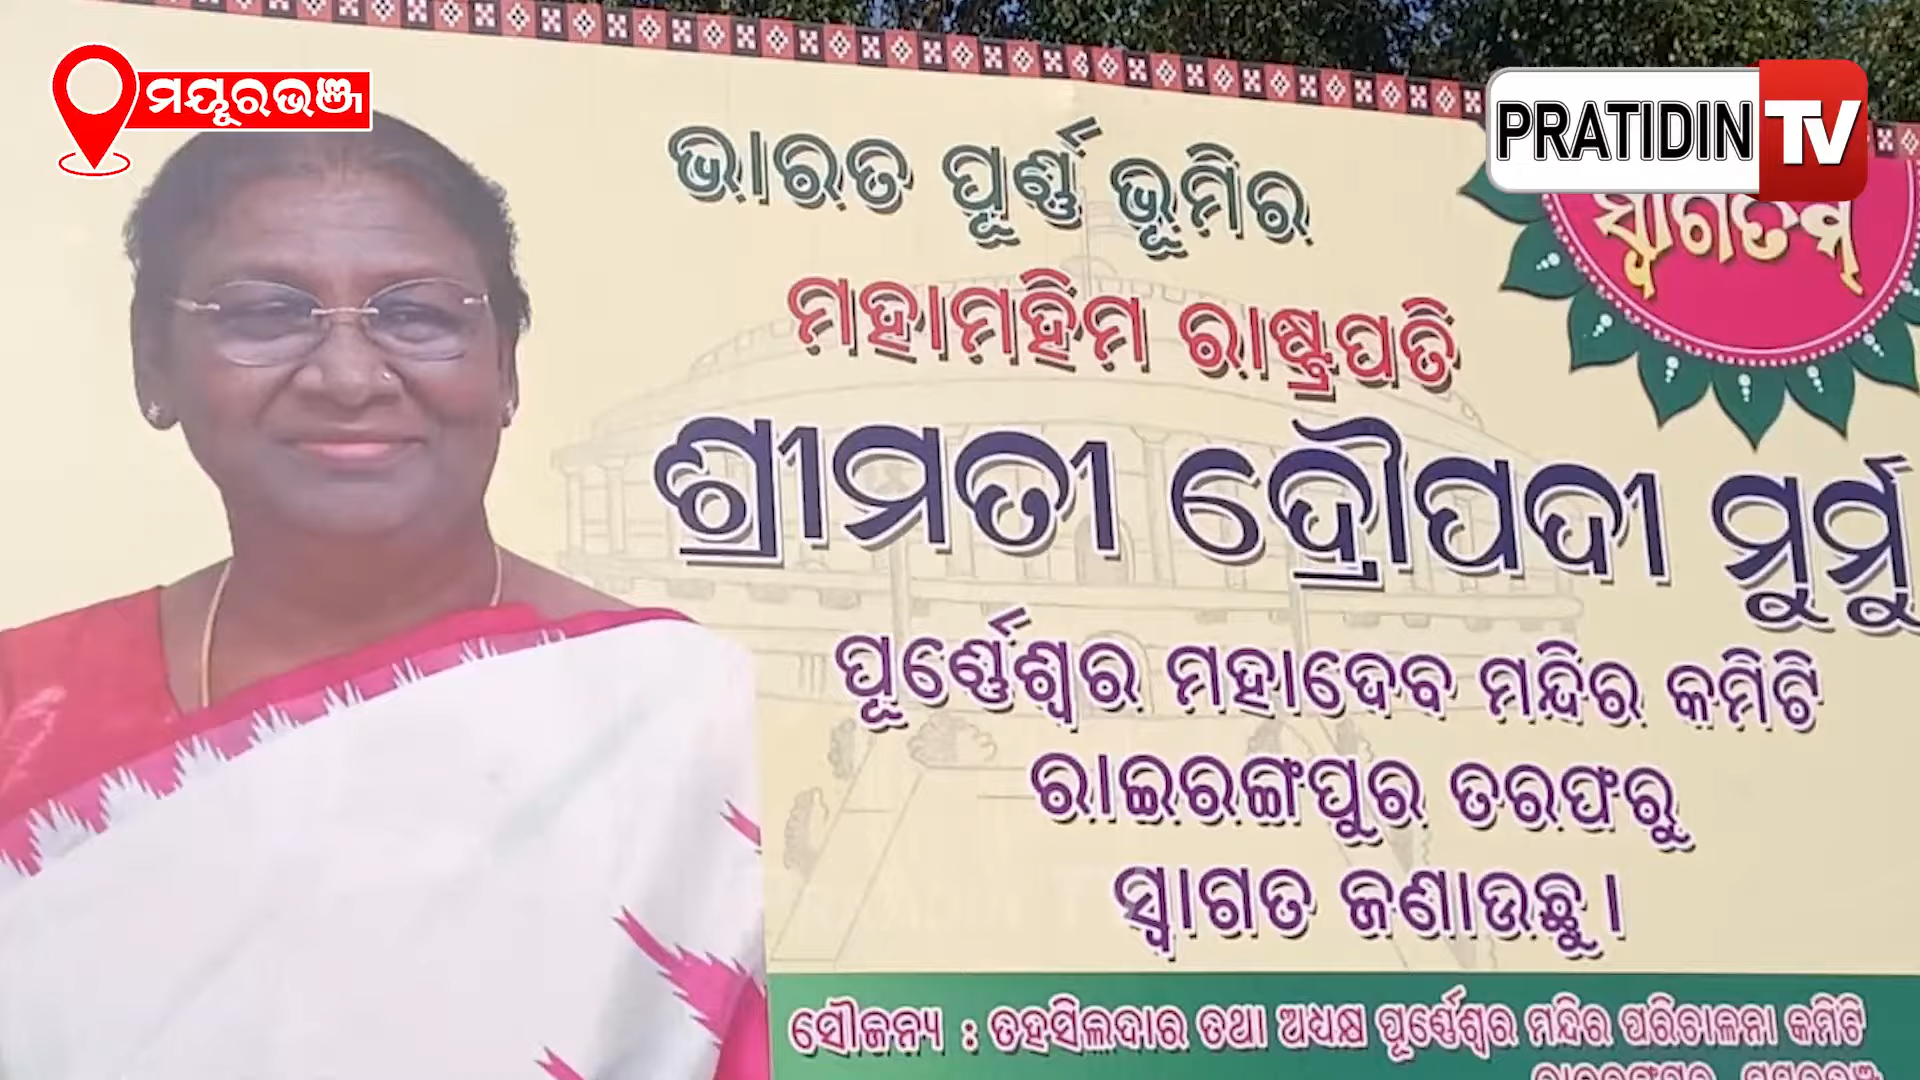 ମୟୂରଭଞ୍ଜ
PRATIDIN TV
ସ୍ୱାଗତମ୍
ଭାରତ ପୂର୍ଣ୍ଣ ଭୂମିର
ମହାମହିମ ରାଷ୍ଟ୍ରପତି
ଶ୍ରୀମତୀ ଦ୍ରୌପଦୀ ମୁର୍ମୁ
ପୂର୍ଣ୍ଣେଶ୍ୱର ମହାଦେବ ମନ୍ଦିର କମିଟି
ରାଇରଙ୍ଗପୁର ତରଫରୁ
ସ୍ୱାଗତ ଜଣାଉଛୁ।
ସୌଜନ୍ୟ : ତହସିଲଦାର ତଥା ଅଧ୍ୟକ୍ଷ ପୂର୍ଣ୍ଣେଶ୍ୱର ମନ୍ଦିର ପରିଚାଳନା କମିଟି